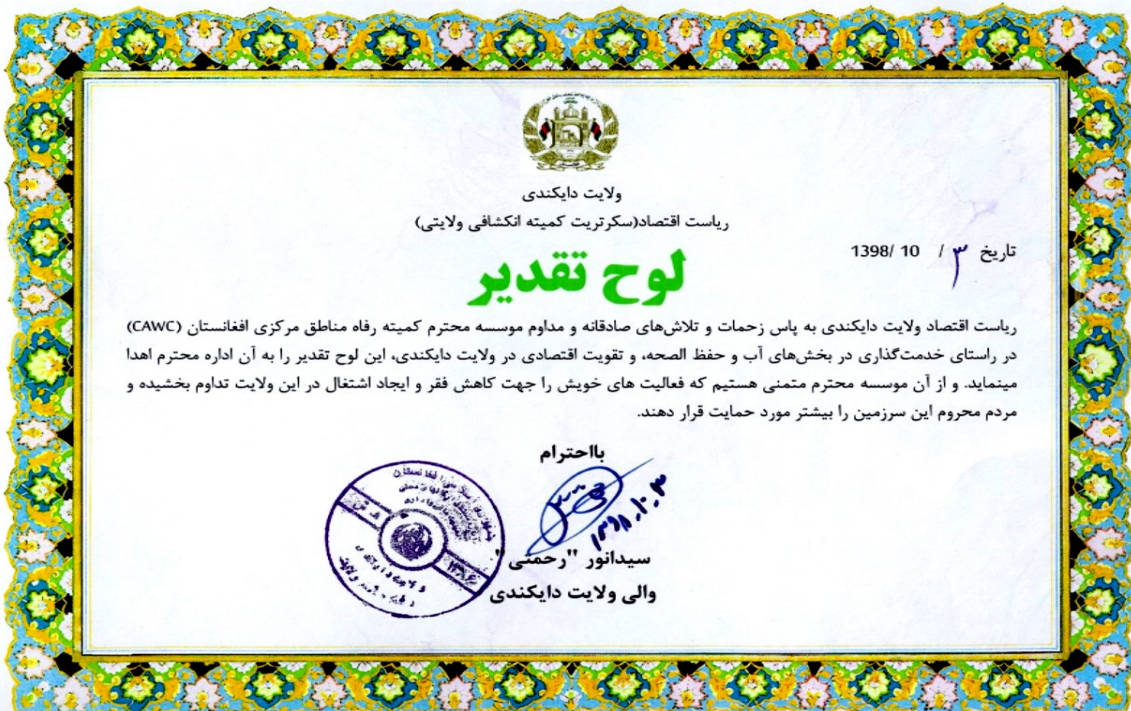 ولایت دایکندی
ریاست اقتصاد(سکرتریت کمیته انکشافی ولایتی)
تاریخ ۳ / 10 /1398
لوح تقدیر
ریاست اقتصاد ولایت دایکندی به پاس زحمات و تلاش‌های صادقانه و مداوم موسسه محترم کمیته رفاه مناطق مرکزی افغانستان (CAWC)
در راستای خدمت‌گذاری در بخش‌های آب و حفظ الصحه، و تقویت اقتصادی در ولایت دایکندی، این لوح تقدیر را به آن اداره محترم اهدا
مینماید. و از آن موسسه محترم متمنی هستیم که فعالیت های خویش را جهت کاهش فقر و ایجاد اشتغال در این ولایت تداوم بخشیده و
مردم محروم این سرزمین را بیشتر مورد حمایت قرار دهند.
بااحترام
۱۳۹۸.۱۰.۳
سیدانور "رحمتی"
والی ولایت دایکندی